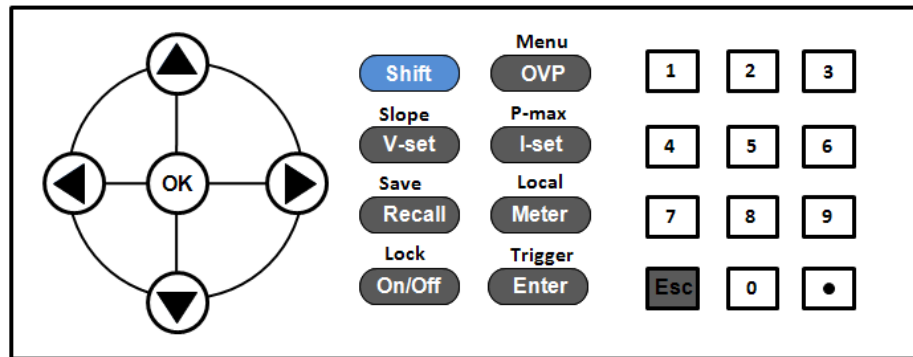 Menu
Shift OVP 1 2 3
Slope P-max
V-set I-set 4 5 6
OK
Save Local
Recall Meter 7 8 9
Lock Trigger
On/Off Enter Esc 0